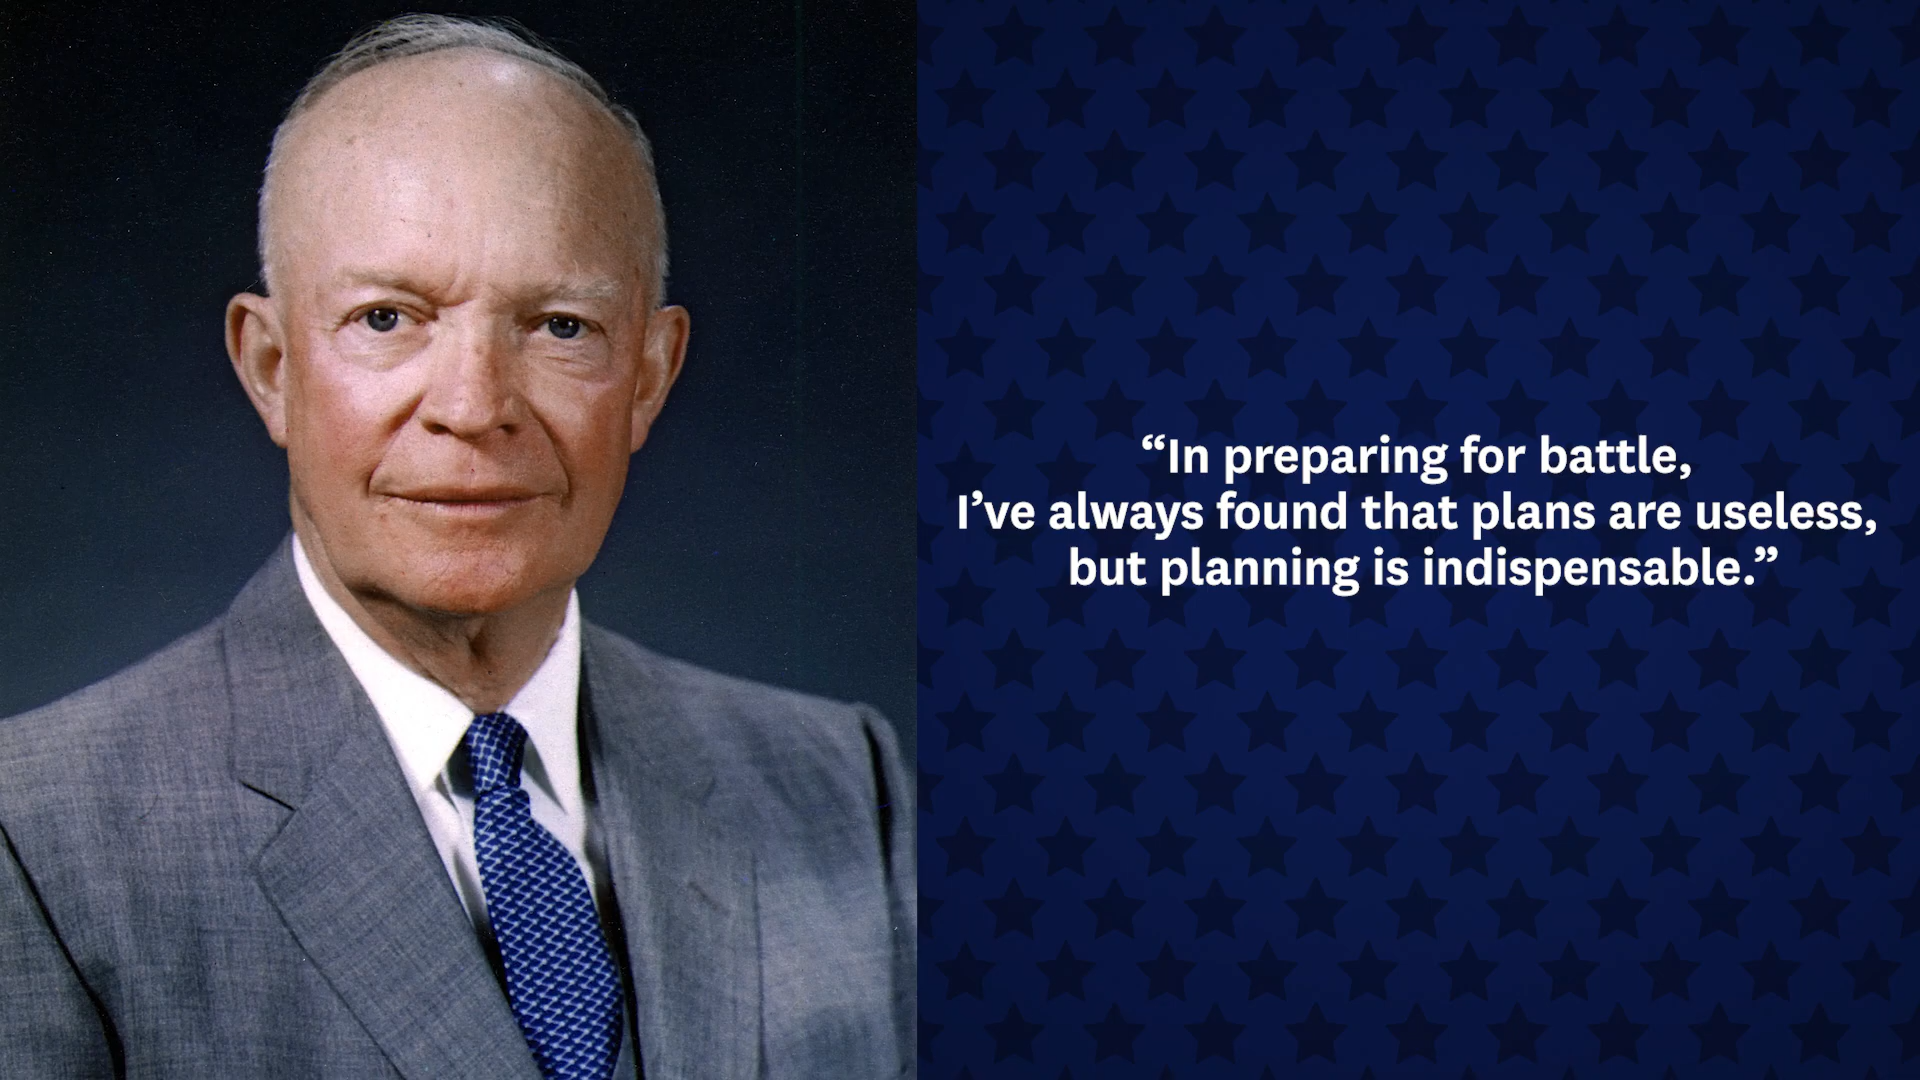 “In preparing for battle,
I’ve always found that plans are useless,
but planning is indispensable.”